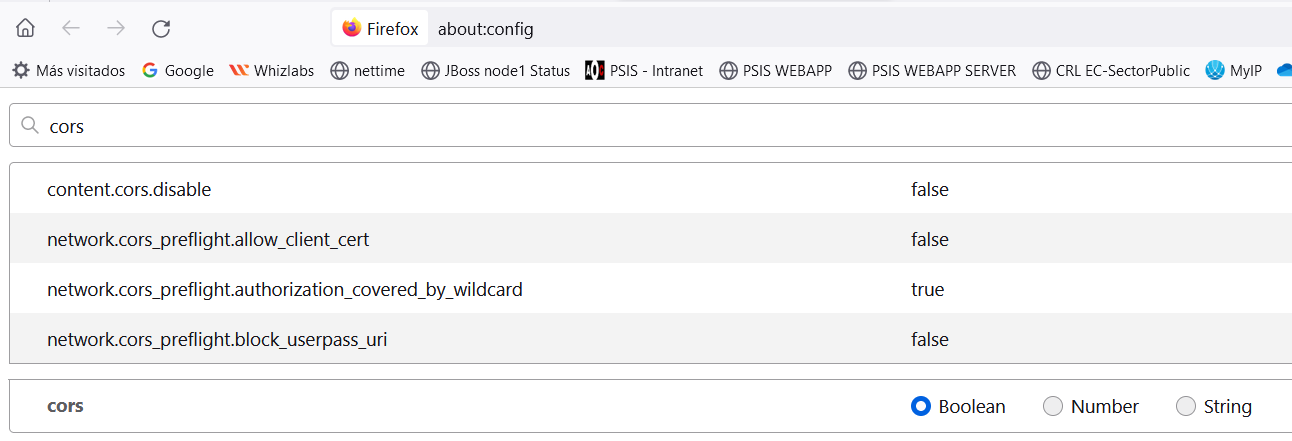 Firefox about:config
Más visitados Google Whizlabs nettime JBoss node1 Status PSIS - Intranet PSIS WEBAPP PSIS WEBAPP SERVER CRL EC-SectorPublic MyIP
cors
content.cors.disable false
network.cors_preflight.allow_client_cert false
network.cors_preflight.authorization_covered_by_wildcard true
network.cors_preflight.block_userpass_uri false
cors Boolean Number String